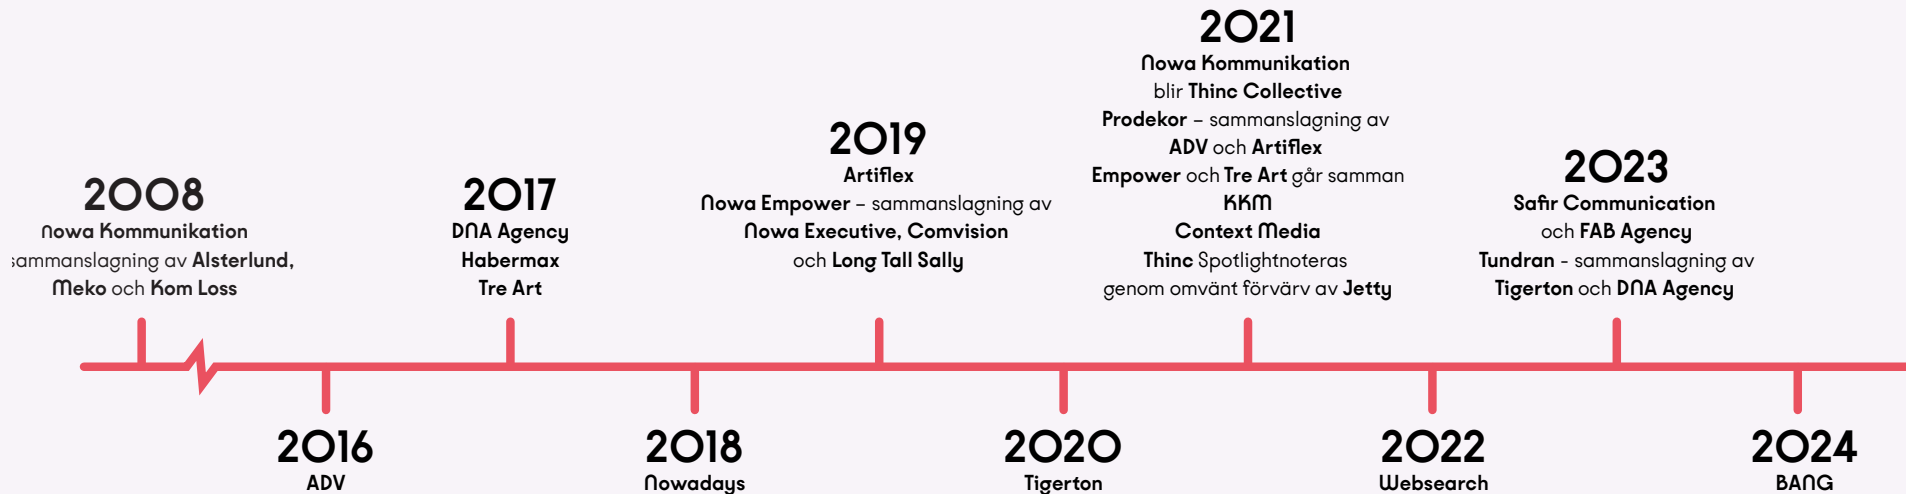 2008
Nowa Kommunikation
sammanslagning av Alsterlund,
Meko och Kom Loss
2016
ADV
2017
DNA Agency
Habermax
Tre Art
2018
Nowadays
2019
Artiflex
Nowa Empower – sammanslagning av
Nowa Executive, Comvision
och Long Tall Sally
2020
Tigerton
2021
Nowa Kommunikation
blir Thinc Collective
Prodekor – sammanslagning av
ADV och Artiflex
Empower och Tre Art går samman
KKM
Context Media
Thinc Spotlightnoteras
genom omvänt förvärv av Jetty
2022
Websearch
2023
Safir Communication
och FAB Agency
Tundran - sammanslagning av
Tigerton och DNA Agency
2024
BANG